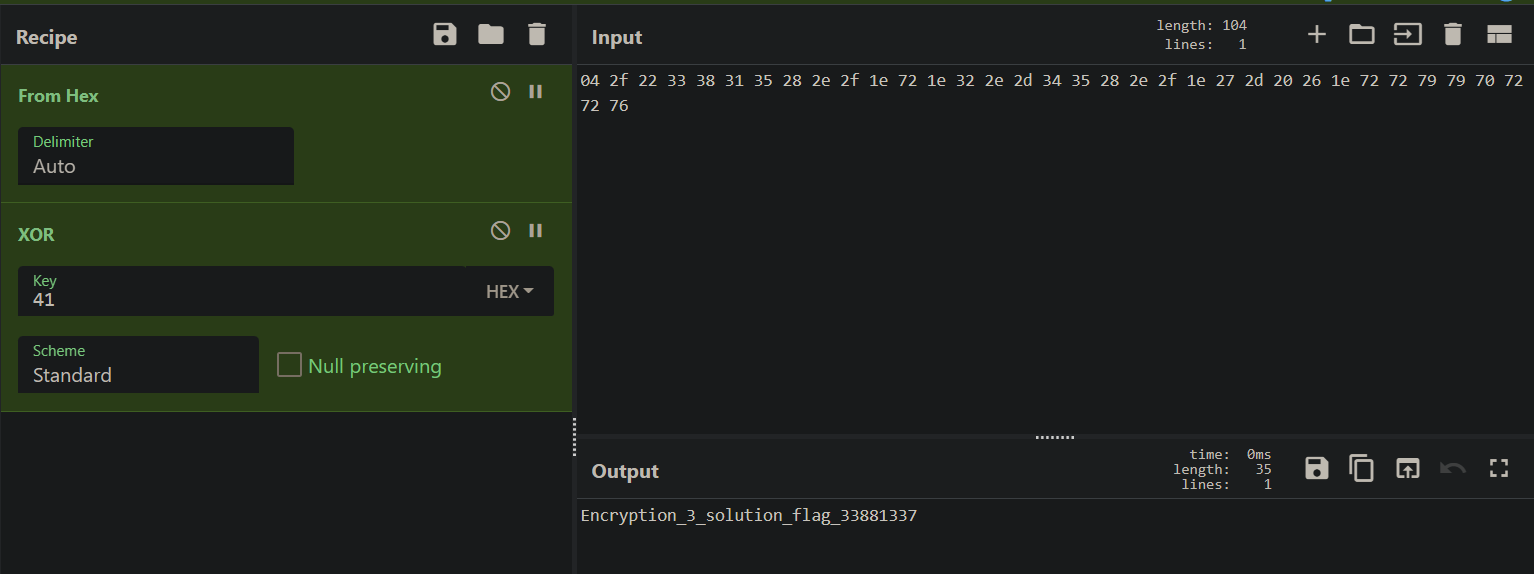 Recipe
From Hex
Delimiter
Auto
XOR
Key
41
HEX
Scheme
Standard
Null preserving
Input
length: 104
lines: 1
04 2f 22 33 38 31 35 28 2e 2f 1e 72 1e 32 2e 2d 34 35 28 2e 2f 1e 27 2d 20 26 1e 72 72 79 79 70 72
72 76
Output
time: 0ms
length: 35
lines: 1
Encryption_3_solution_flag_33881337